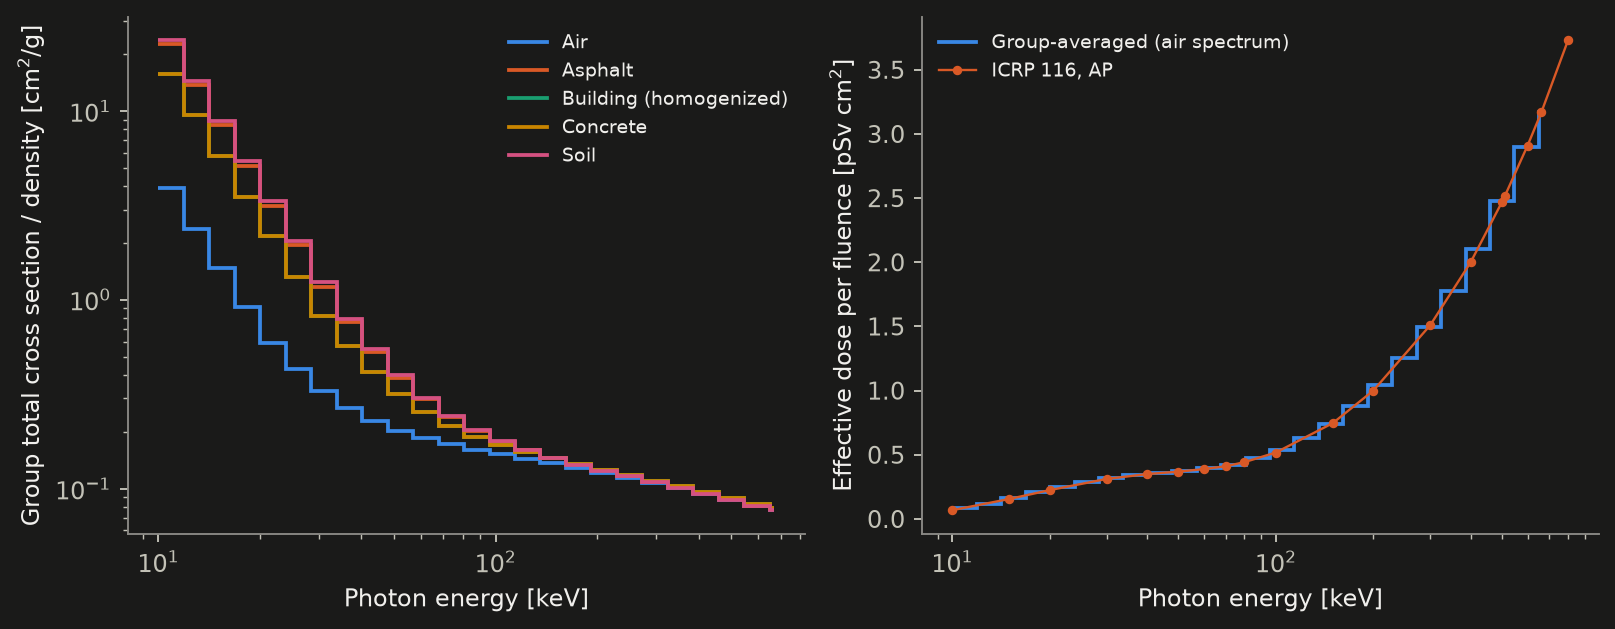 Group total cross section / density [cm²/g]
10¹
10⁰
10⁻¹
Air
Asphalt
Building (homogenized)
Concrete
Soil
10¹
10²
Photon energy [keV]
Effective dose per fluence [pSv cm²]
3.5
3.0
2.5
2.0
1.5
1.0
0.5
0.0
Group-averaged (air spectrum)
ICRP 116, AP
10¹
10²
Photon energy [keV]